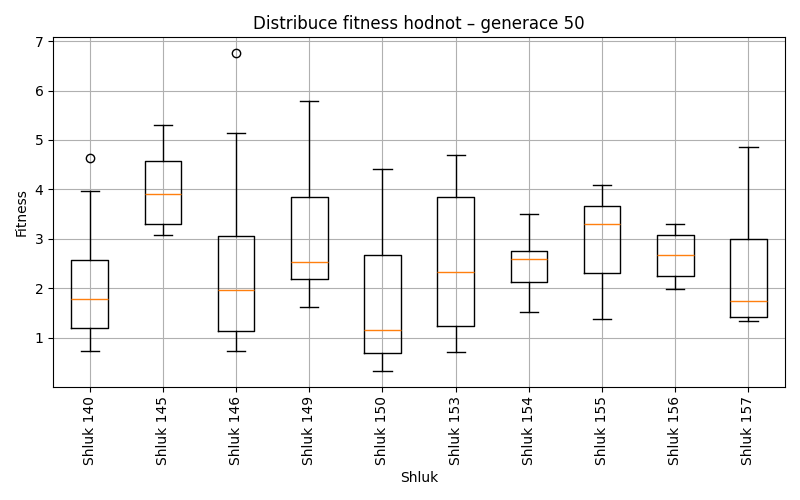 Distribuce fitness hodnot – generace 50
7
6
5
4
3
2
1
Fitness
Shluk 140
Shluk 145
Shluk 146
Shluk 149
Shluk 150
Shluk 153
Shluk 154
Shluk 155
Shluk 156
Shluk 157
Shluk